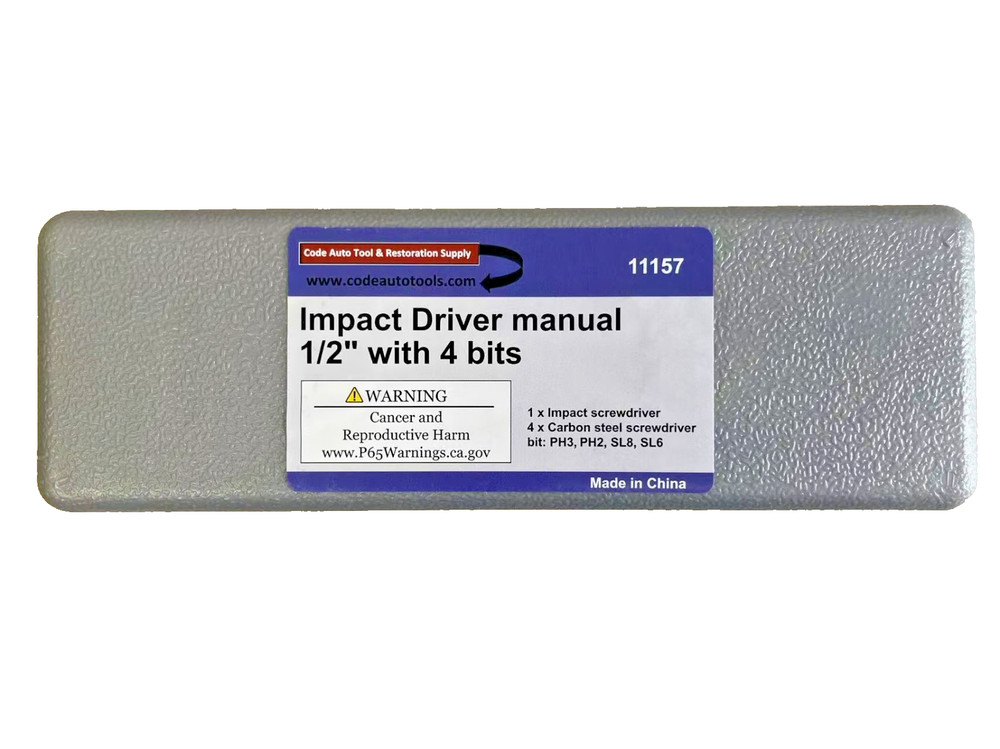 Code Auto Tool & Restoration Supply
www.codeautotools.com
11157
Impact Driver manual
1/2" with 4 bits
⚠WARNING
Cancer and
Reproductive Harm
www.P65Warnings.ca.gov
1 x Impact screwdriver
4 x Carbon steel screwdriver
bit: PH3, PH2, SL8, SL6
Made in China